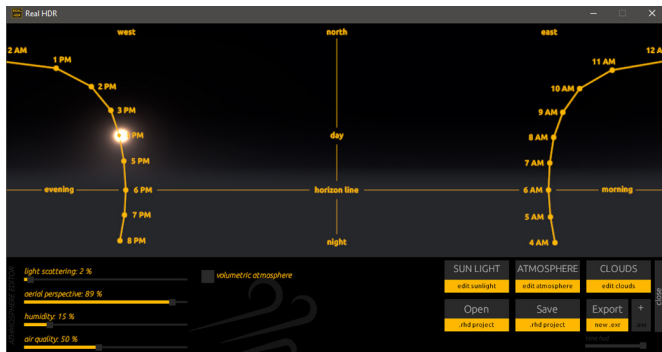 Real HDR
west north east
2 AM 12 A
1 PM 11 AM
2 PM 10 AM
3 PM 9 AM
PM day 8 AM
5 PM 7 AM
evening 6 PM horizon line 6 AM morning
7 PM 5 AM
8 PM night 4 AM
light scattering: 2 %
volumetric atmosphere
aerial perspective: 89 %
humidity: 15 %
air quality: 50 %
SUN LIGHT ATMOSPHERE CLOUDS
edit sunlight edit atmosphere edit clouds
Open Save Export +
.rhd project .rhd project new .exr .exr
close